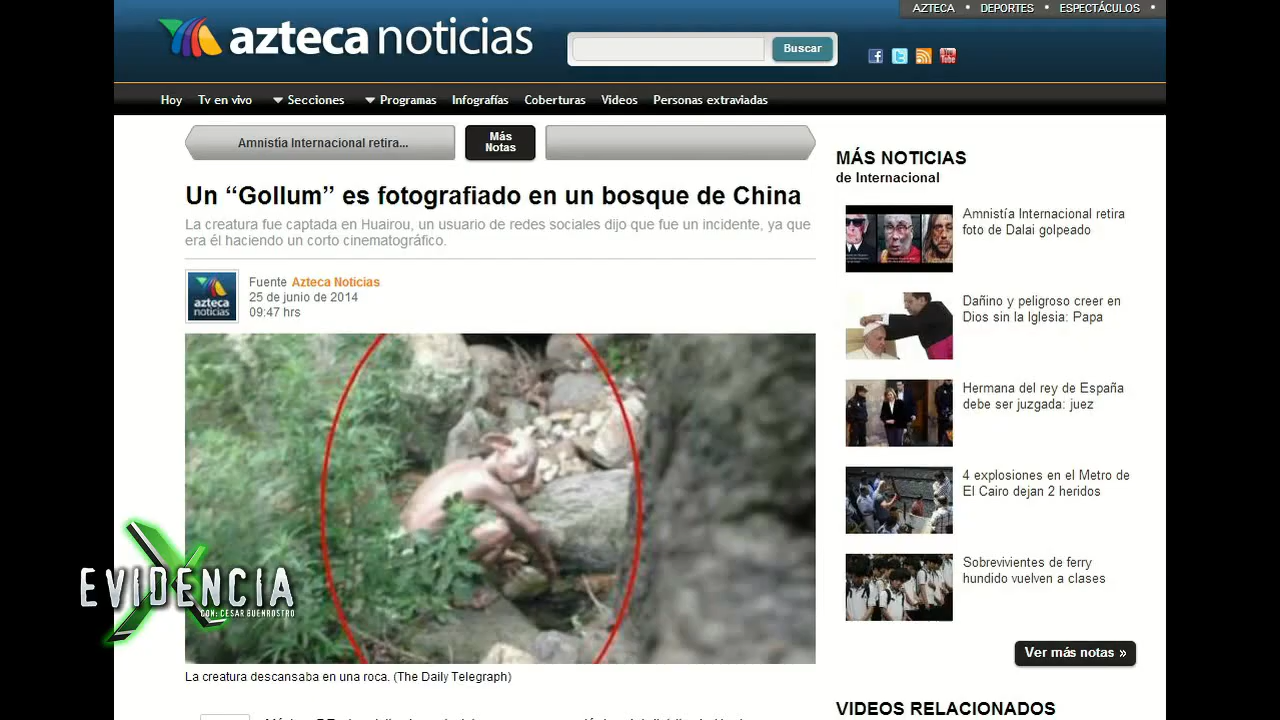 AZTECA • DEPORTES • ESPECTÁCULOS •
azteca noticias
Buscar
Hoy Tv en vivo Secciones Programas Infografías Coberturas Videos Personas extraviadas
Amnistía Internacional retira...
Más
Notas
Un “Gollum” es fotografiado en un bosque de China
La creatura fue captada en Huairou, un usuario de redes sociales dijo que fue un incidente, ya que
era él haciendo un corto cinematográfico.
azteca
noticias
Fuente Azteca Noticias
25 de junio de 2014
09:47 hrs
La creatura descansaba en una roca. (The Daily Telegraph)
MÁS NOTICIAS
de Internacional
Amnistía Internacional retira
foto de Dalai golpeado
Dañino y peligroso creer en
Dios sin la Iglesia: Papa
Hermana del rey de España
debe ser juzgada: juez
4 explosiones en el Metro de
El Cairo dejan 2 heridos
Sobrevivientes de ferry
hundido vuelven a clases
Ver más notas »
VIDEOS RELACIONADOS
X
EVIDENCIA
CON: CESAR BUENROSTRO